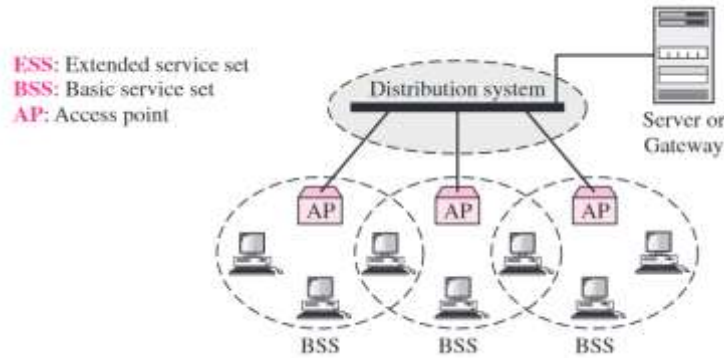 ESS: Extended service set
BSS: Basic service set
AP: Access point
Distribution system
Server or
Gateway
AP
AP
AP
BSS
BSS
BSS